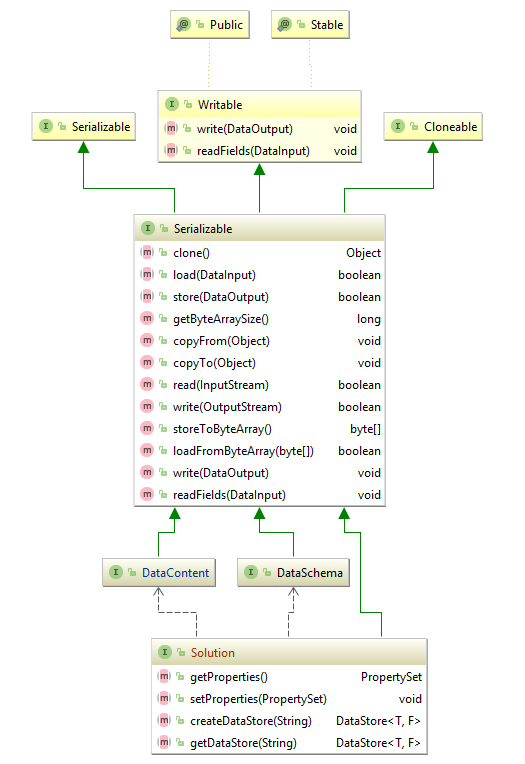 @ Public
@ Stable
I Writable
m write(DataOutput) void
m readFields(DataInput) void
I Serializable
I Cloneable
I Serializable
m clone() Object
m load(DataInput) boolean
m store(DataOutput) boolean
m getByteArraySize() long
m copyFrom(Object) void
m copyTo(Object) void
m read(InputStream) boolean
m write(OutputStream) boolean
m storeToByteArray() byte[]
m loadFromByteArray(byte[]) boolean
m write(DataOutput) void
m readFields(DataInput) void
I DataContent
I DataSchema
I Solution
m getProperties() PropertySet
m setProperties(PropertySet) void
m createDataStore(String) DataStore<T, F>
m getDataStore(String) DataStore<T, F>